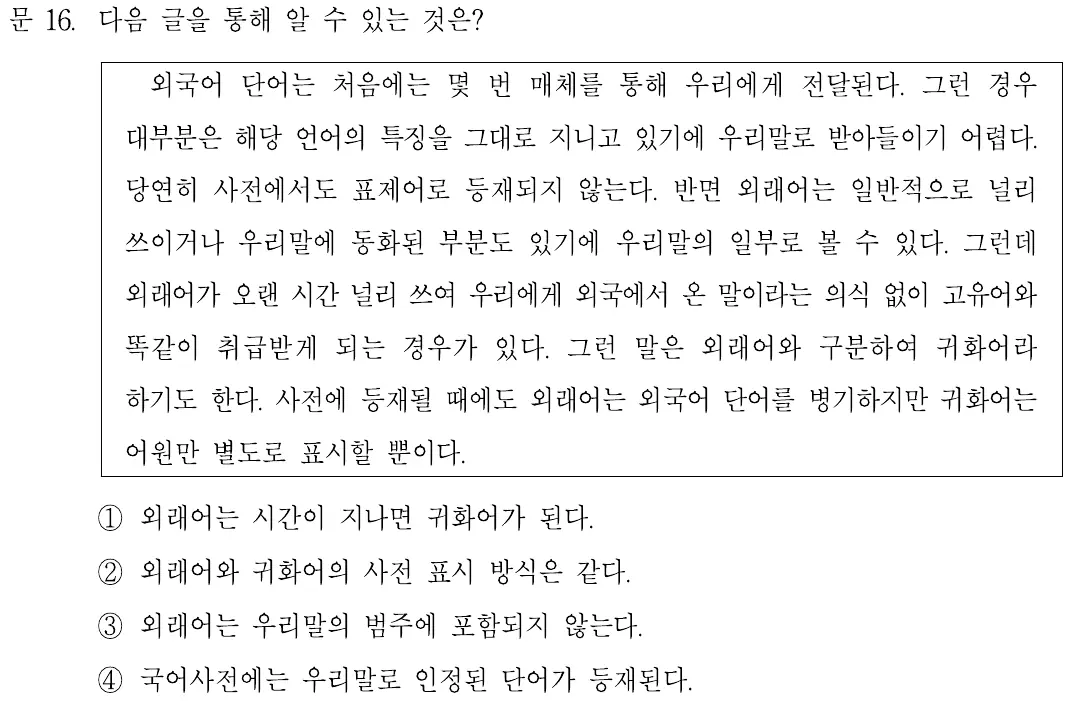 문 16. 다음 글을 통해 알 수 있는 것은?
외국어 단어는 처음에는 몇 번 매체를 통해 우리에게 전달된다. 그런 경우
대부분은 해당 언어의 특징을 그대로 지니고 있기에 우리말로 받아들이기 어렵다.
당연히 사전에서도 표제어로 등재되지 않는다. 반면 외래어는 일반적으로 널리
쓰이거나 우리말에 동화된 부분도 있기에 우리말의 일부로 볼 수 있다. 그런데
외래어가 오랜 시간 널리 쓰여 우리에게 외국에서 온 말이라는 의식 없이 고유어와
똑같이 취급받게 되는 경우가 있다. 그런 말은 외래어와 구분하여 귀화어라
하기도 한다. 사전에 등재될 때에도 외래어는 외국어 단어를 병기하지만 귀화어는
어원만 별도로 표시할 뿐이다.
① 외래어는 시간이 지나면 귀화어가 된다.
② 외래어와 귀화어의 사전 표시 방식은 같다.
③ 외래어는 우리말의 범주에 포함되지 않는다.
④ 국어사전에는 우리말로 인정된 단어가 등재된다.